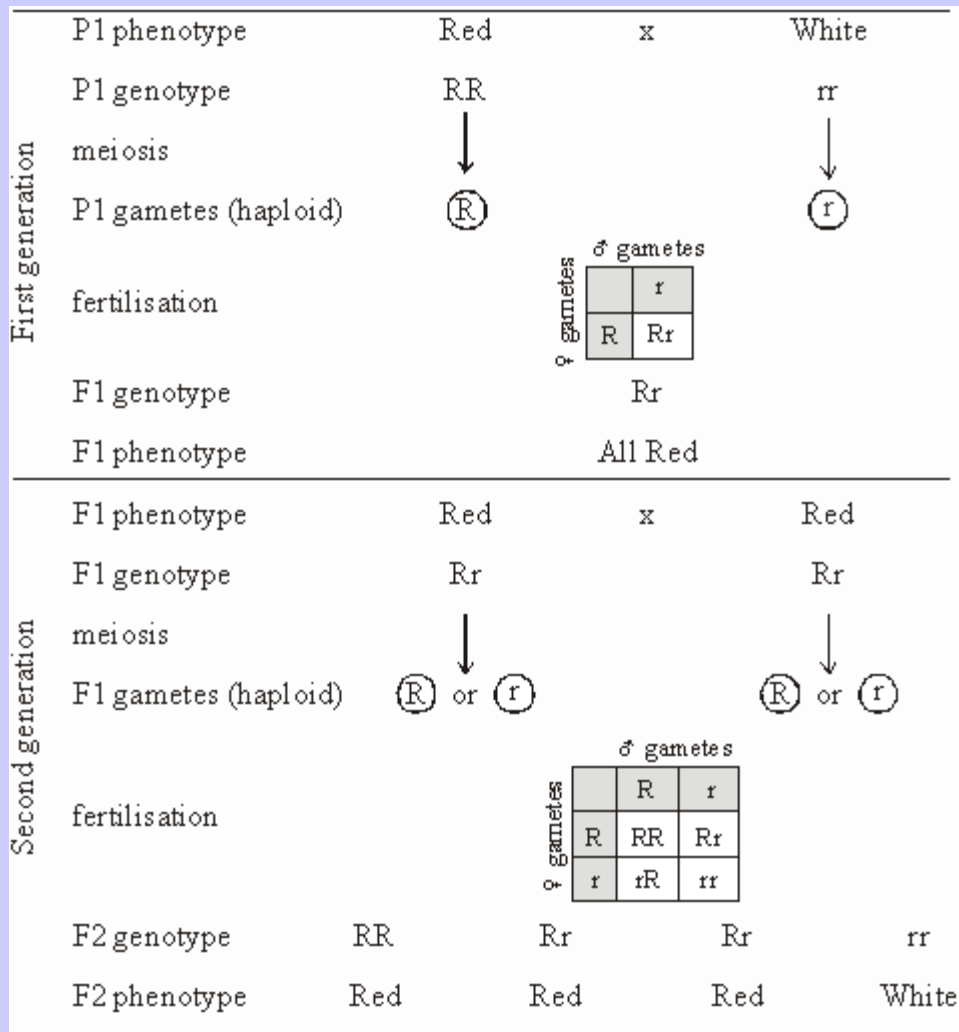 P1 phenotype Red x White
P1 genotype RR rr
meiosis
P1 gametes (haploid) R r
First generation
♂ gametes
♀ gametes
r
fertilisation
R Rr
F1 genotype Rr
F1 phenotype All Red
F1 phenotype Red x Red
F1 genotype Rr Rr
meiosis
F1 gametes (haploid) R or r R or r
Second generation
♂ gametes
♀ gametes
R r
fertilisation
R RR Rr
r rR rr
F2 genotype RR Rr Rr rr
F2 phenotype Red Red Red White